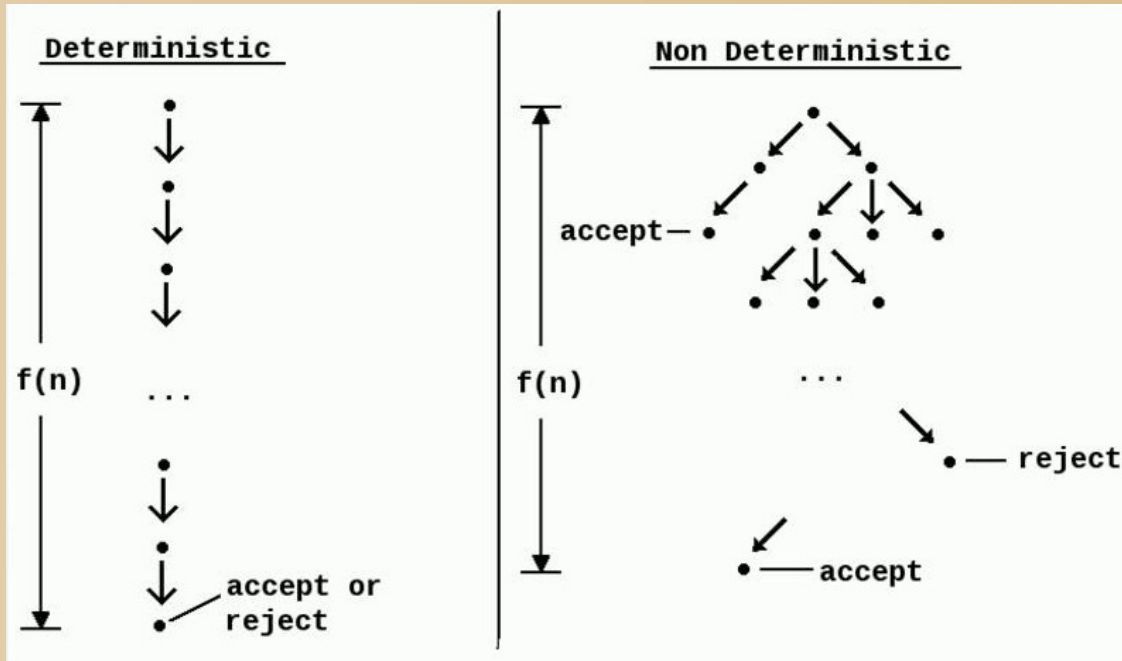 Deterministic
f(n)
...
accept or
reject
Non Deterministic
accept
f(n)
...
reject
accept